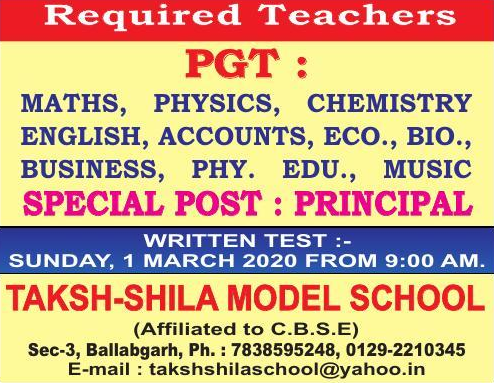 Required Teachers
PGT :
MATHS, PHYSICS, CHEMISTRY
ENGLISH, ACCOUNTS, ECO., BIO.,
BUSINESS, PHY. EDU., MUSIC
SPECIAL POST : PRINCIPAL
WRITTEN TEST :-
SUNDAY, 1 MARCH 2020 FROM 9:00 AM.
TAKSH-SHILA MODEL SCHOOL
(Affiliated to C.B.S.E)
Sec-3, Ballabgarh, Ph. : 7838595248, 0129-2210345
E-mail : takshshilaschool@yahoo.in